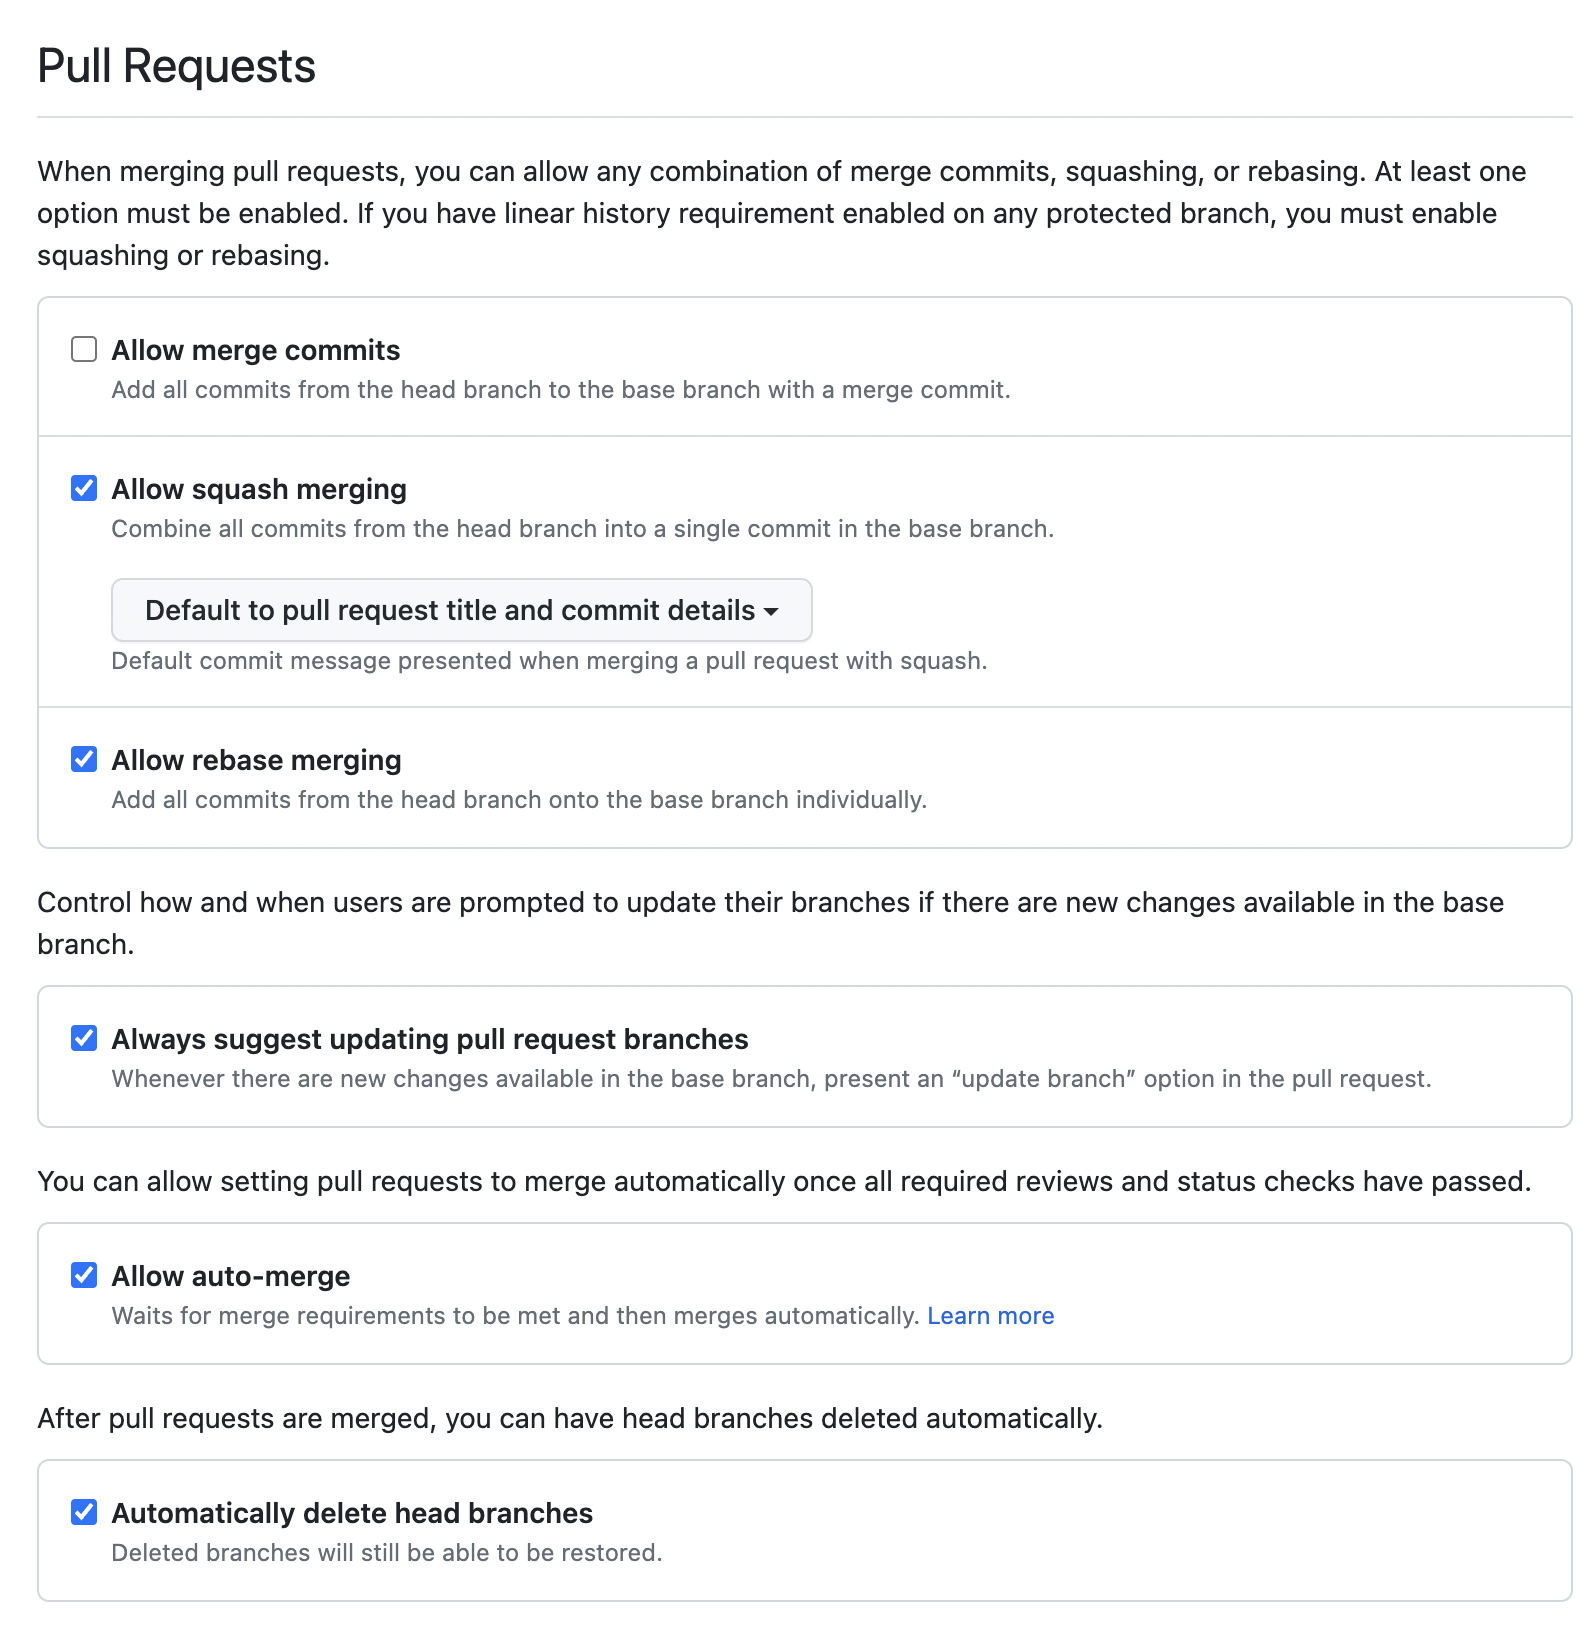 Pull Requests
When merging pull requests, you can allow any combination of merge commits, squashing, or rebasing. At least one
option must be enabled. If you have linear history requirement enabled on any protected branch, you must enable
squashing or rebasing.
Allow merge commits
Add all commits from the head branch to the base branch with a merge commit.
Allow squash merging
Combine all commits from the head branch into a single commit in the base branch.
Default to pull request title and commit details
Default commit message presented when merging a pull request with squash.
Allow rebase merging
Add all commits from the head branch onto the base branch individually.
Control how and when users are prompted to update their branches if there are new changes available in the base
branch.
Always suggest updating pull request branches
Whenever there are new changes available in the base branch, present an “update branch” option in the pull request.
You can allow setting pull requests to merge automatically once all required reviews and status checks have passed.
Allow auto-merge
Waits for merge requirements to be met and then merges automatically. Learn more
After pull requests are merged, you can have head branches deleted automatically.
Automatically delete head branches
Deleted branches will still be able to be restored.